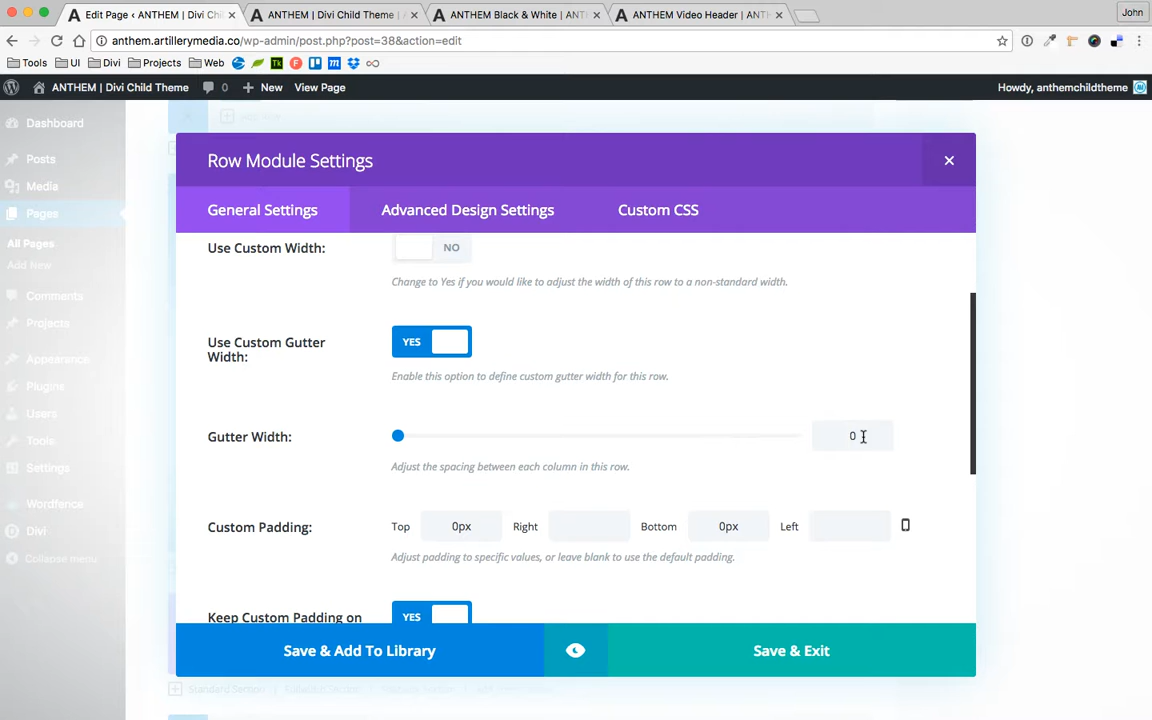 Edit Page ‹ ANTHEM | Divi Chi
ANTHEM | Divi Child Theme |
ANTHEM Black & White | ANT
ANTHEM Video Header | ANTH
John
anthem.artillerymedia.co/wp-admin/post.php?post=38&action=edit
Tools
UI
Divi
Projects
Web
ANTHEM | Divi Child Theme
0
New
View Page
Howdy, anthemchildtheme
Dashboard
Posts
Media
Pages
All Pages
Add New
Comments
Projects
Appearance
Plugins
Users
Tools
Settings
Wordfence
Divi
Collapse menu
Row Module Settings
General Settings
Advanced Design Settings
Custom CSS
Use Custom Width:
NO
Change to Yes if you would like to adjust the width of this row to a non-standard width.
Use Custom Gutter
Width:
YES
Enable this option to define custom gutter width for this row.
Gutter Width:
0
Adjust the spacing between each column in this row.
Custom Padding:
Top 0px Right Bottom 0px Left
Adjust padding to specific values, or leave blank to use the default padding.
Keep Custom Padding on
YES
Save & Add To Library
Save & Exit
Standard Section